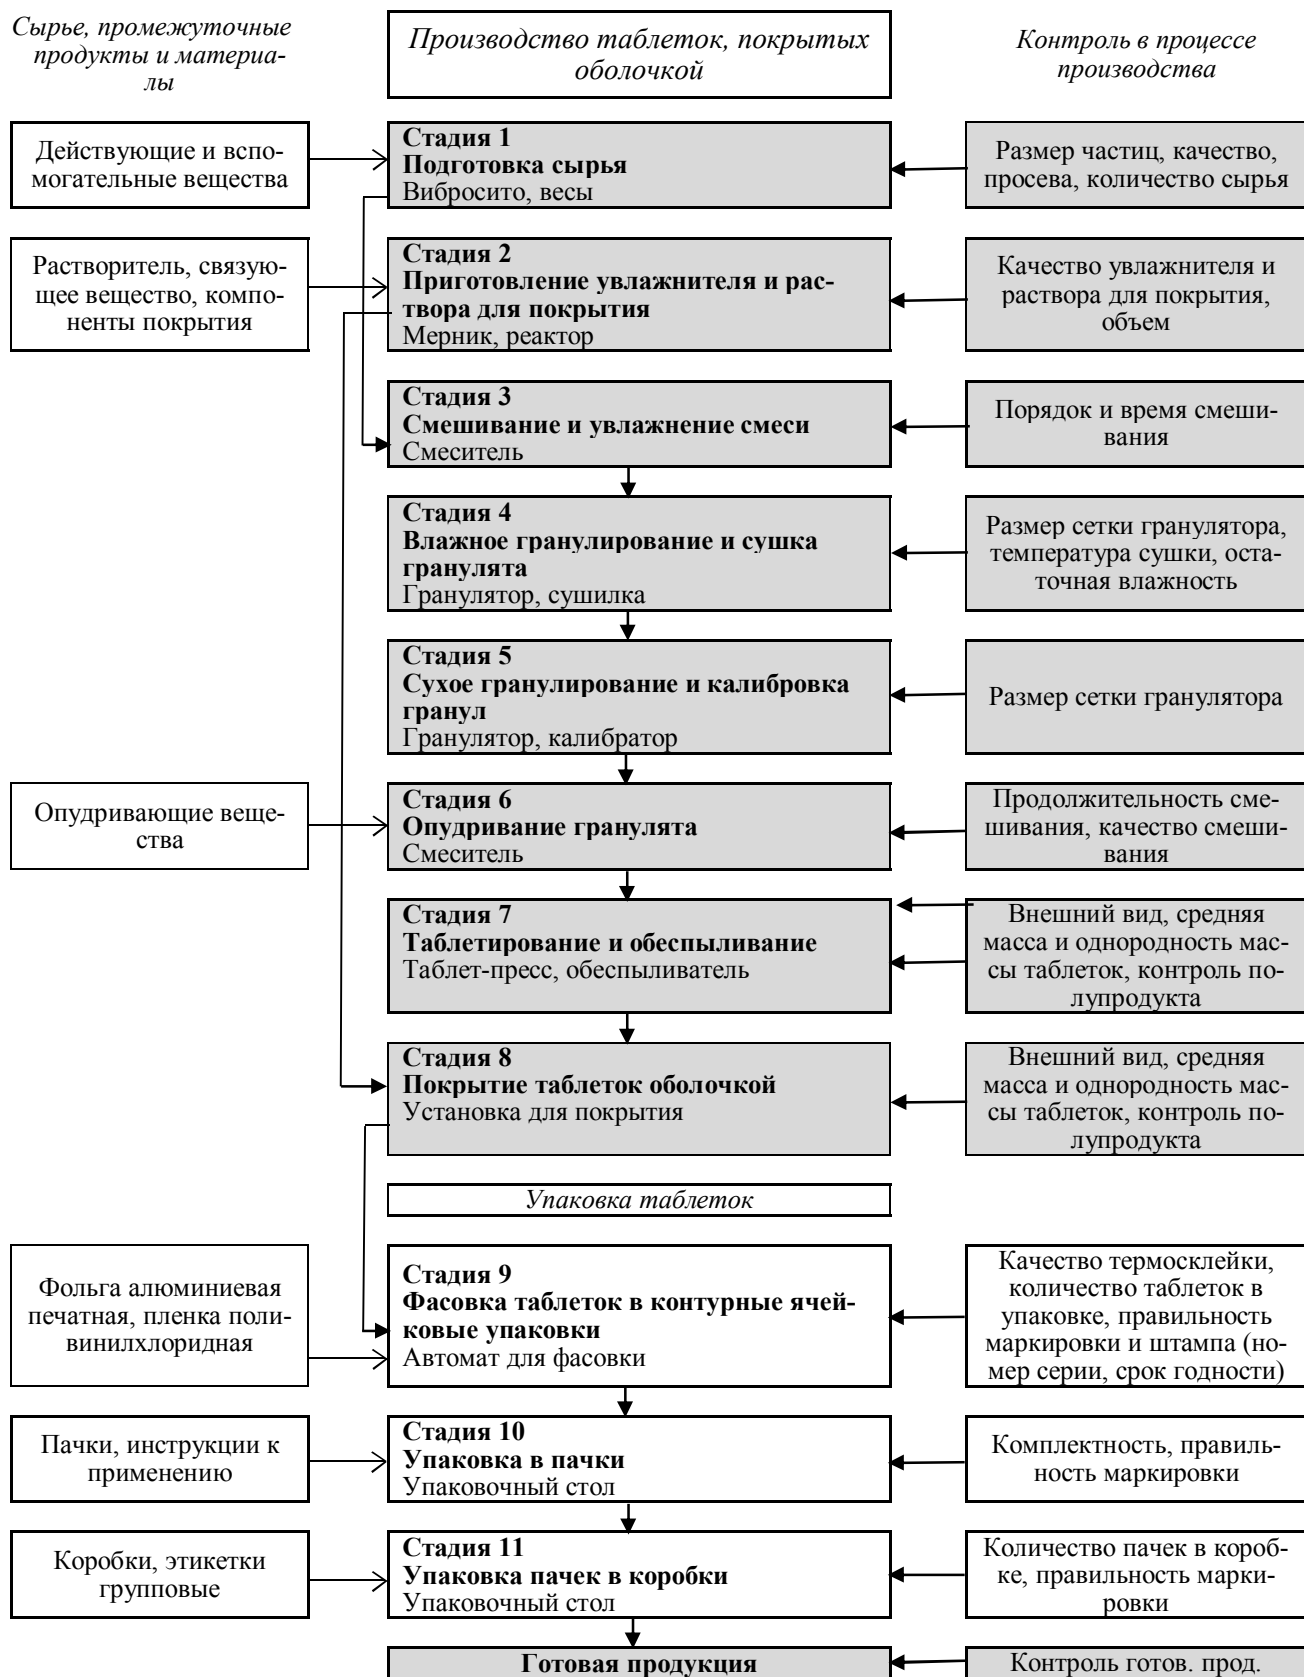 Сырье, промежуточные
продукты и материа-
лы
Производство таблеток, покрытых
оболочкой
Контроль в процессе
производства
Действующие и вспо-
могательные вещества
Стадия 1
Подготовка сырья
Вибросито, весы
Размер частиц, качество,
просева, количество сырья
Растворитель, связую-
щее вещество, компо-
ненты покрытия
Стадия 2
Приготовление увлажнителя и рас-
твора для покрытия
Мерник, реактор
Качество увлажнителя и
раствора для покрытия,
объем
Стадия 3
Смешивание и увлажнение смеси
Смеситель
Порядок и время смеши-
вания
Стадия 4
Влажное гранулирование и сушка
гранулята
Гранулятор, сушилка
Размер сетки гранулятора,
температура сушки, оста-
точная влажность
Стадия 5
Сухое гранулирование и калибровка
гранул
Гранулятор, калибратор
Размер сетки гранулятора
Опудривающие веще-
ства
Стадия 6
Опудривание гранулята
Смеситель
Продолжительность сме-
шивания, качество смеши-
вания
Стадия 7
Таблетирование и обеспыливание
Таблет-пресс, обеспыливатель
Внешний вид, средняя
масса и однородность мас-
сы таблеток, контроль по-
лупродукта
Стадия 8
Покрытие таблеток оболочкой
Установка для покрытия
Внешний вид, средняя
масса и однородность мас-
сы таблеток, контроль по-
лупродукта
Упаковка таблеток
Фольга алюминиевая
печатная, пленка поли-
винилхлоридная
Стадия 9
Фасовка таблеток в контурные ячей-
ковые упаковки
Автомат для фасовки
Качество термосклейки,
количество таблеток в
упаковке, правильность
маркировки и штампа (но-
мер серии, срок годности)
Пачки, инструкции к
применению
Стадия 10
Упаковка в пачки
Упаковочный стол
Комплектность, правиль-
ность маркировки
Коробки, этикетки
групповые
Стадия 11
Упаковка пачек в коробки
Упаковочный стол
Количество пачек в короб-
ке, правильность марки-
ровки
Готовая продукция
Контроль готов. прод.